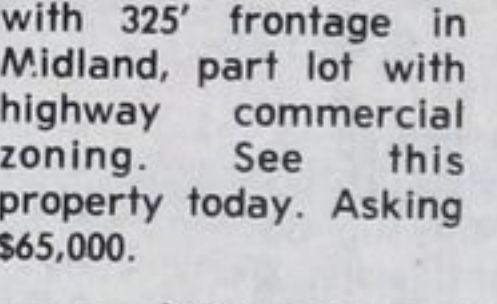 with 325' frontage in
Midland, part lot with
highway commercial
zoning. See this
property today. Asking
$65,000.